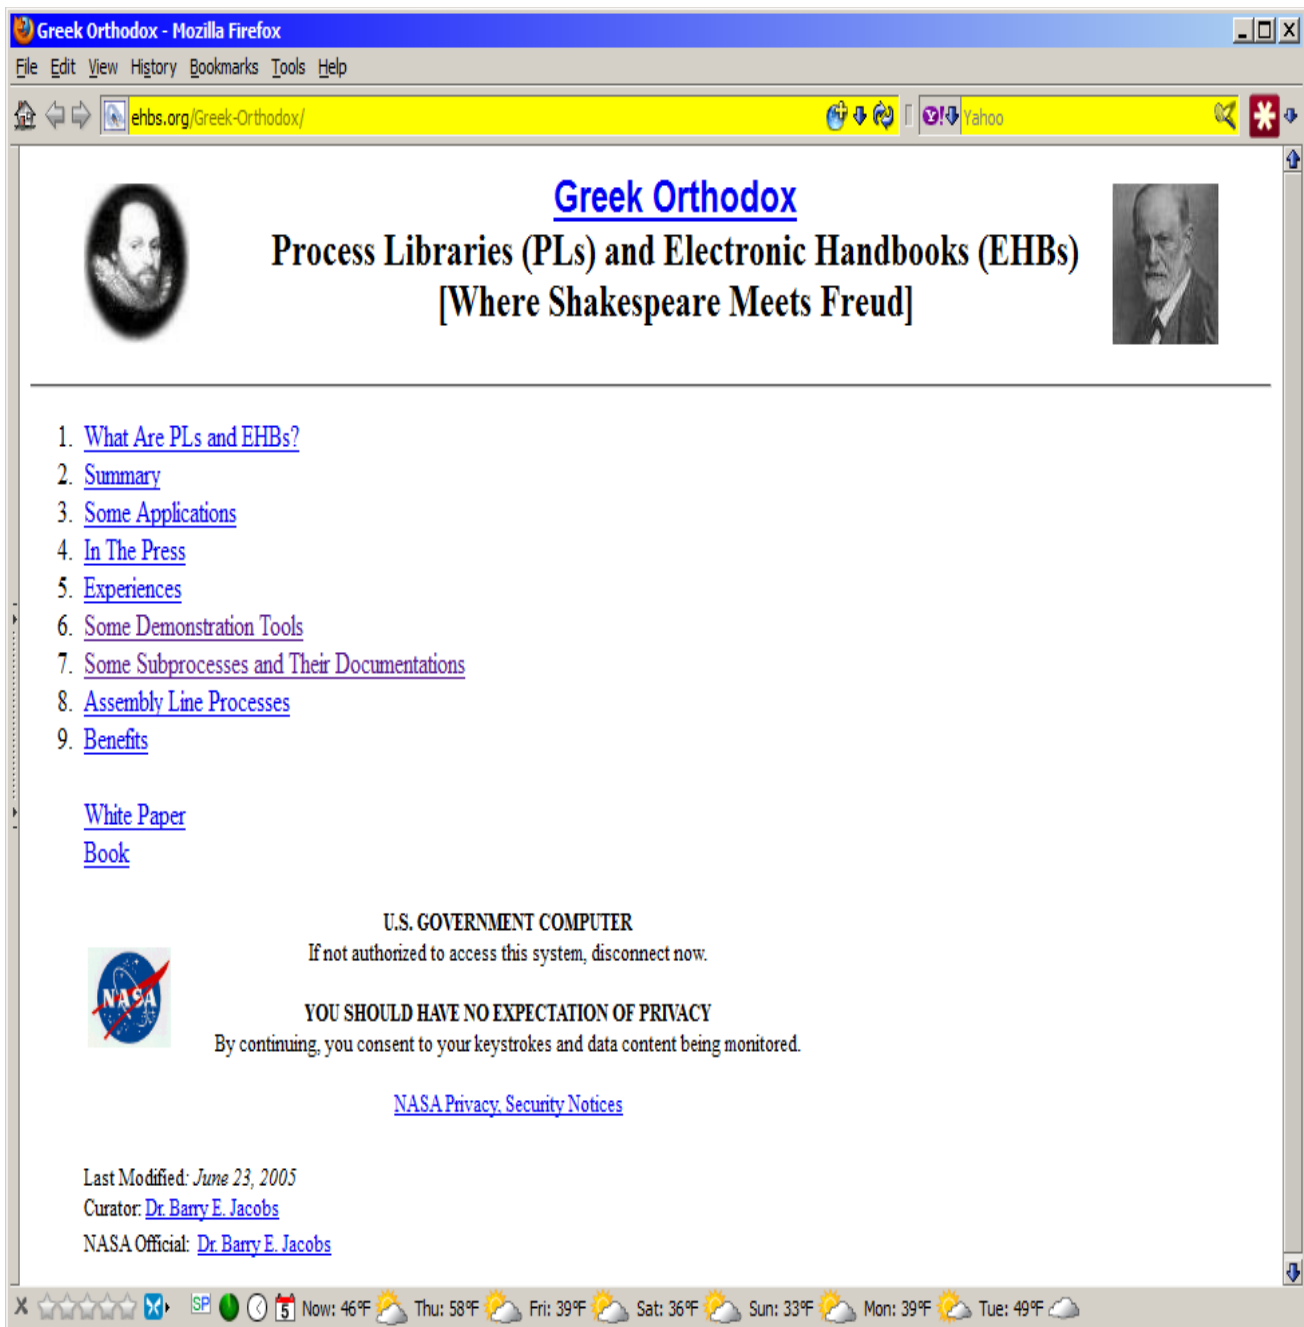 Greek Orthodox - Mozilla Firefox
File Edit View History Bookmarks Tools Help
ehbs.org/Greek-Orthodox/
Yahoo
Greek Orthodox
Process Libraries (PLs) and Electronic Handbooks (EHBs)
[Where Shakespeare Meets Freud]
1. What Are PLs and EHBs?
2. Summary
3. Some Applications
4. In The Press
5. Experiences
6. Some Demonstration Tools
7. Some Subprocesses and Their Documentations
8. Assembly Line Processes
9. Benefits
White Paper
Book
NASA
U.S. GOVERNMENT COMPUTER
If not authorized to access this system, disconnect now.
YOU SHOULD HAVE NO EXPECTATION OF PRIVACY
By continuing, you consent to your keystrokes and data content being monitored.
NASA Privacy, Security Notices
Last Modified: June 23, 2005
Curator: Dr. Barry E. Jacobs
NASA Official: Dr. Barry E. Jacobs
SP 5 Now: 46°F Thu: 58°F Fri: 39°F Sat: 36°F Sun: 33°F Mon: 39°F Tue: 49°F